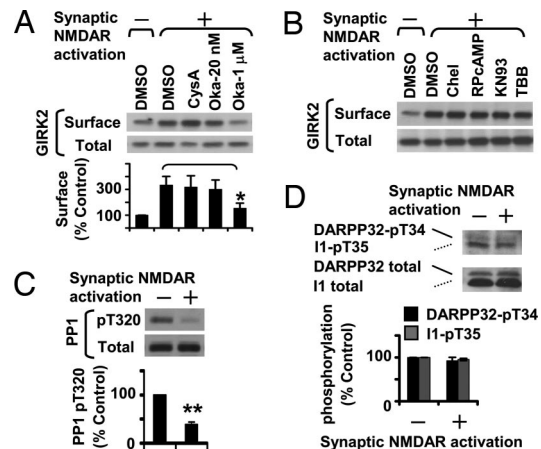 A
Synaptic
NMDAR
activation
− +
DMSO
DMSO
CysA
Oka-20 nM
Oka-1 µM
GIRK2
Surface
Total
Surface
(% Control)
300
200
100
*
B
Synaptic
NMDAR
activation
− +
DMSO
DMSO
Chel
RPcAMP
KN93
TBB
GIRK2
Surface
Total
C
Synaptic NMDAR
activation
− +
PP1
pT320
Total
PP1 pT320
(% Control)
100
50
0
**
D
Synaptic NMDAR
activation
− +
DARPP32-pT34
I1-pT35
DARPP32 total
I1 total
DARPP32-pT34
I1-pT35
phosphorylation
(% Control)
100
50
0
− +
Synaptic NMDAR activation